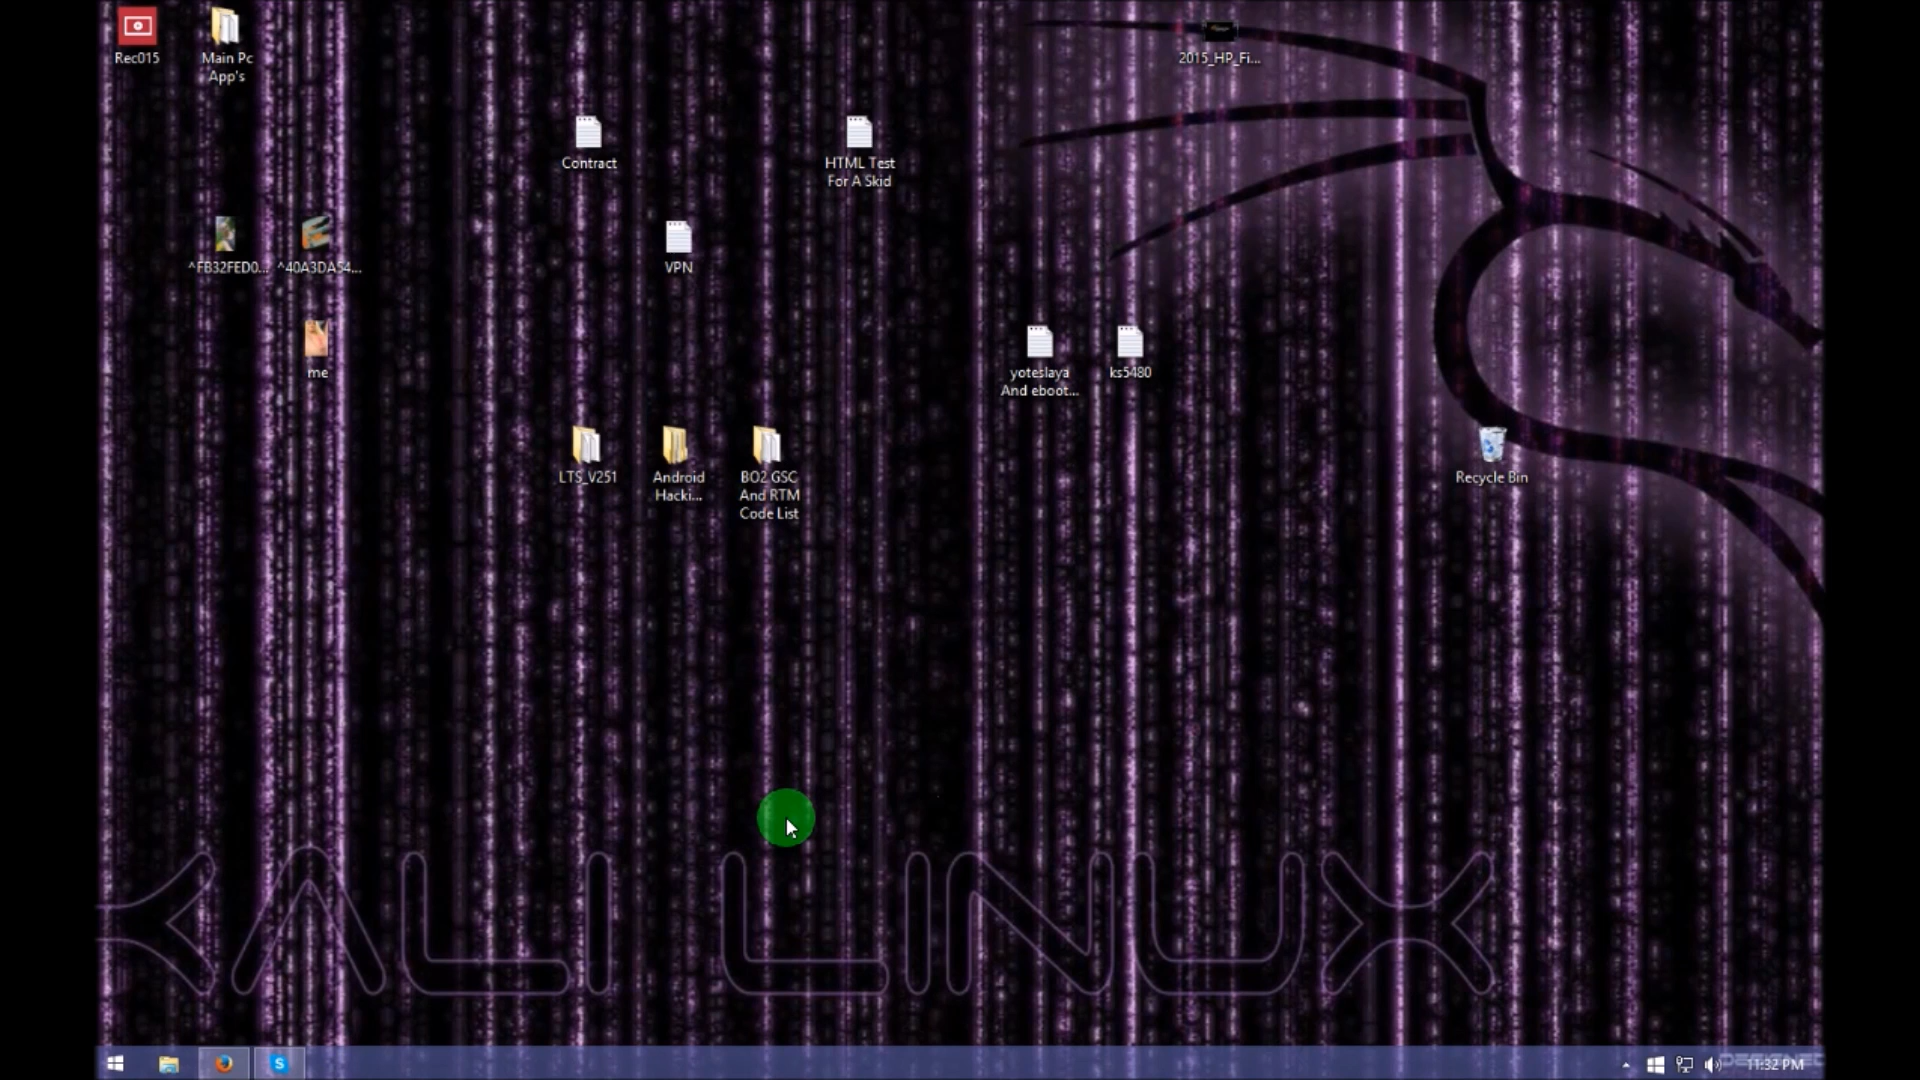 Rec015
Main Pc
App's
2015_HP_Fi...
Contract
HTML Test
For A Skid
^FB32FED0...
^40A3DA54...
VPN
me
yoteslaya
And eboot...
ks5480
LTS_V251
Android
Hacki...
BO2 GSC
And RTM
Code List
Recycle Bin
KALI LINUX
DESIGNED
11:32 PM